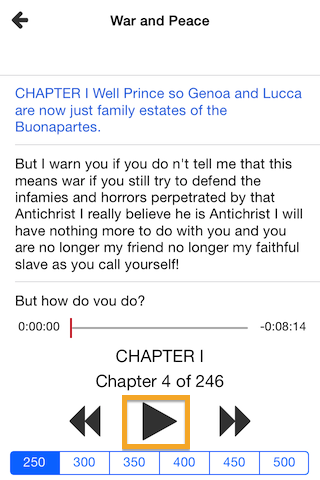 War and Peace
CHAPTER I Well Prince so Genoa and Lucca
are now just family estates of the
Buonapartes.
But I warn you if you do n't tell me that this
means war if you still try to defend the
infamies and horrors perpetrated by that
Antichrist I really believe he is Antichrist I will
have nothing more to do with you and you
are no longer my friend no longer my faithful
slave as you call yourself!
But how do you do?
0:00:00 -0:08:14
CHAPTER I
Chapter 4 of 246
250 300 350 400 450 500